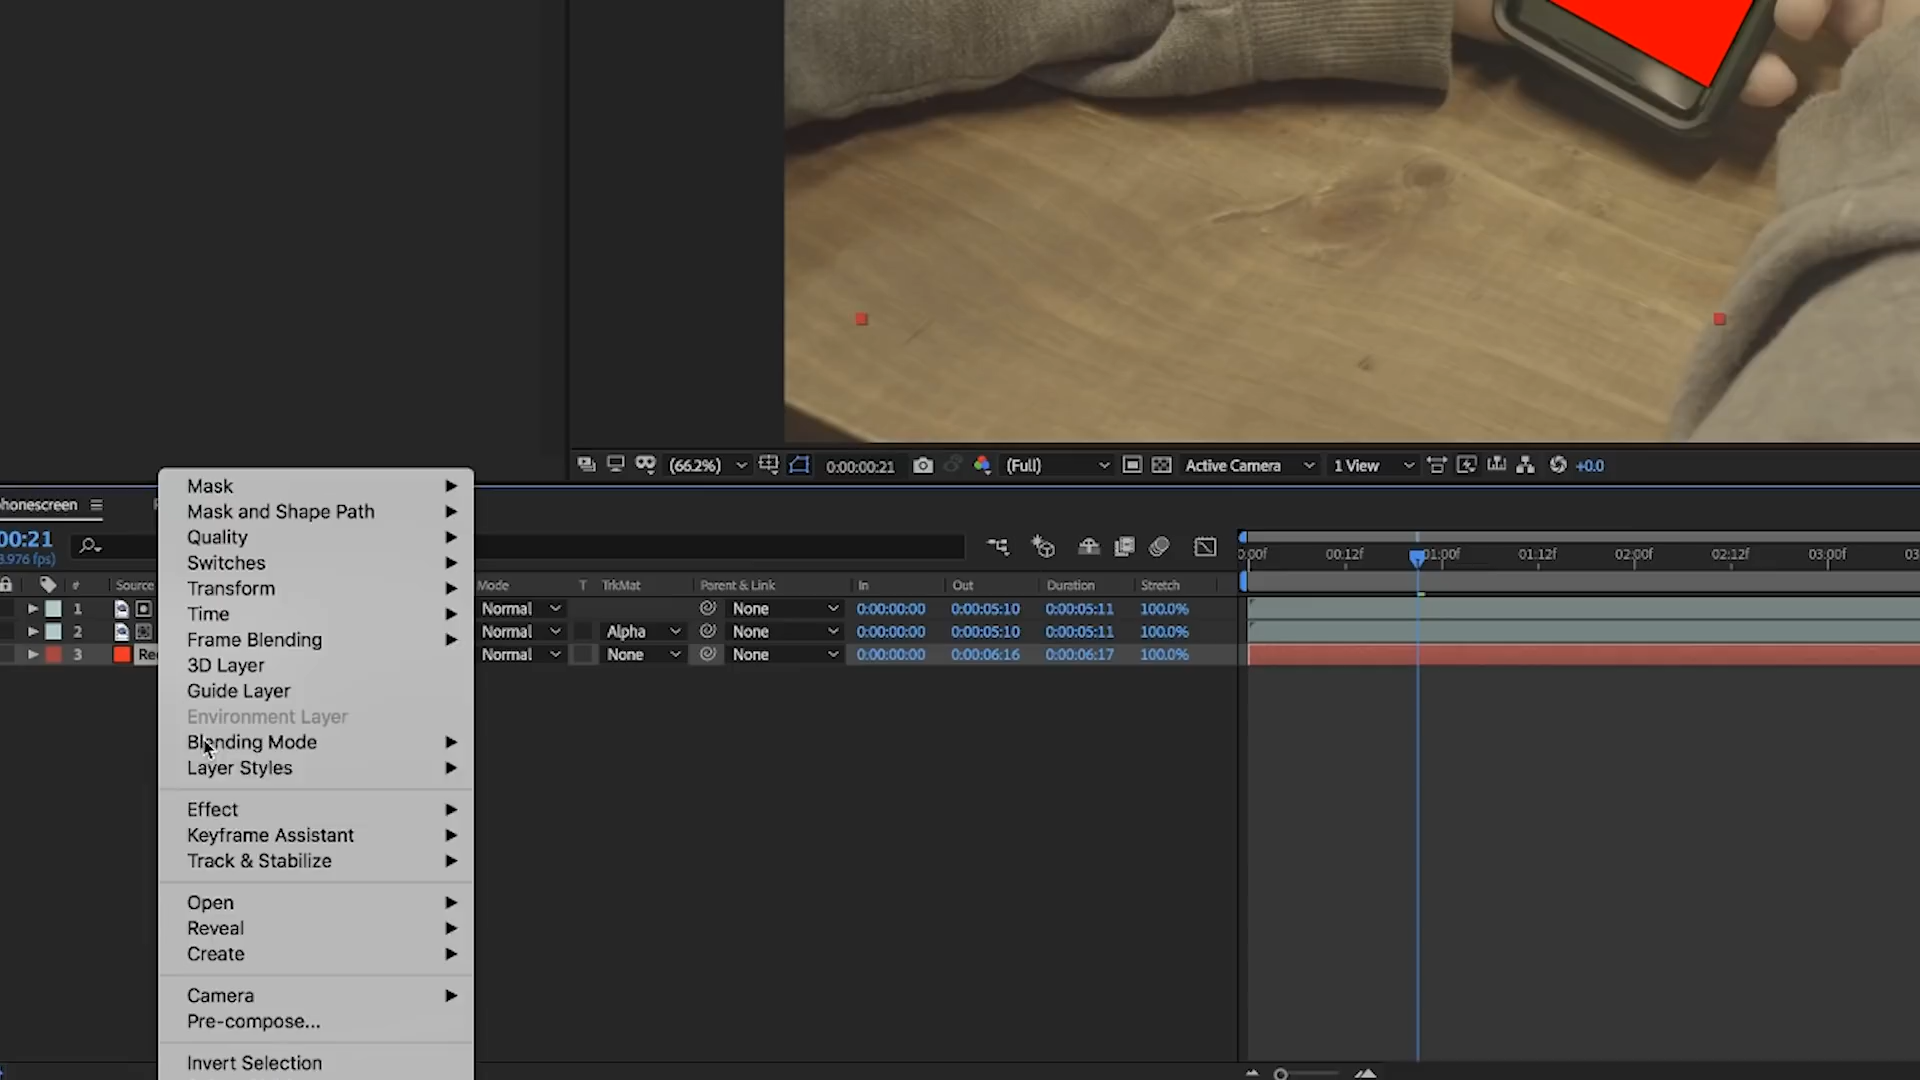 (66.2%) 0:00:00:21 (Full) Active Camera 1 View +0.0
honescreen
00:21
.976 fps)
# Source Mode T TrkMat Parent & Link In Out Duration Stretch
0:00f 00:12f 01:00f 01:12f 02:00f 02:12f 03:00f 03
1 Normal None 0:00:00:00 0:00:05:10 0:00:05:11 100.0%
2 Normal Alpha None 0:00:00:00 0:00:05:10 0:00:05:11 100.0%
3 Re Normal None None 0:00:00:00 0:00:06:16 0:00:06:17 100.0%
Mask
Mask and Shape Path
Quality
Switches
Transform
Time
Frame Blending
3D Layer
Guide Layer
Environment Layer
Blending Mode
Layer Styles
Effect
Keyframe Assistant
Track & Stabilize
Open
Reveal
Create
Camera
Pre-compose...
Invert Selection